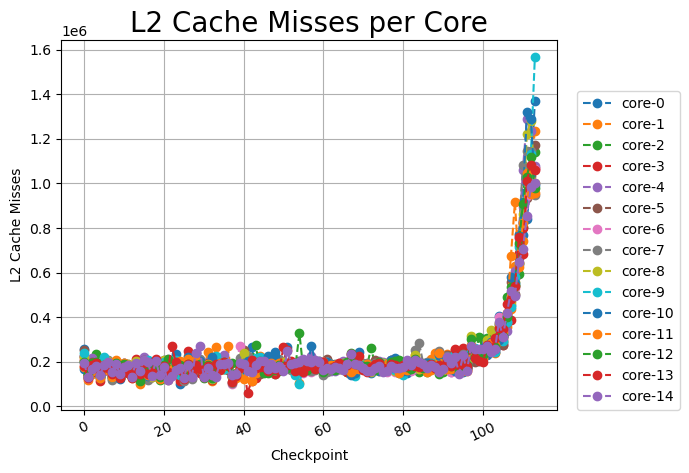 L2 Cache Misses per Core
1e6
1.6
1.4
1.2
1.0
0.8
0.6
0.4
0.2
0.0
L2 Cache Misses
0
20
40
60
80
100
Checkpoint
core-0
core-1
core-2
core-3
core-4
core-5
core-6
core-7
core-8
core-9
core-10
core-11
core-12
core-13
core-14